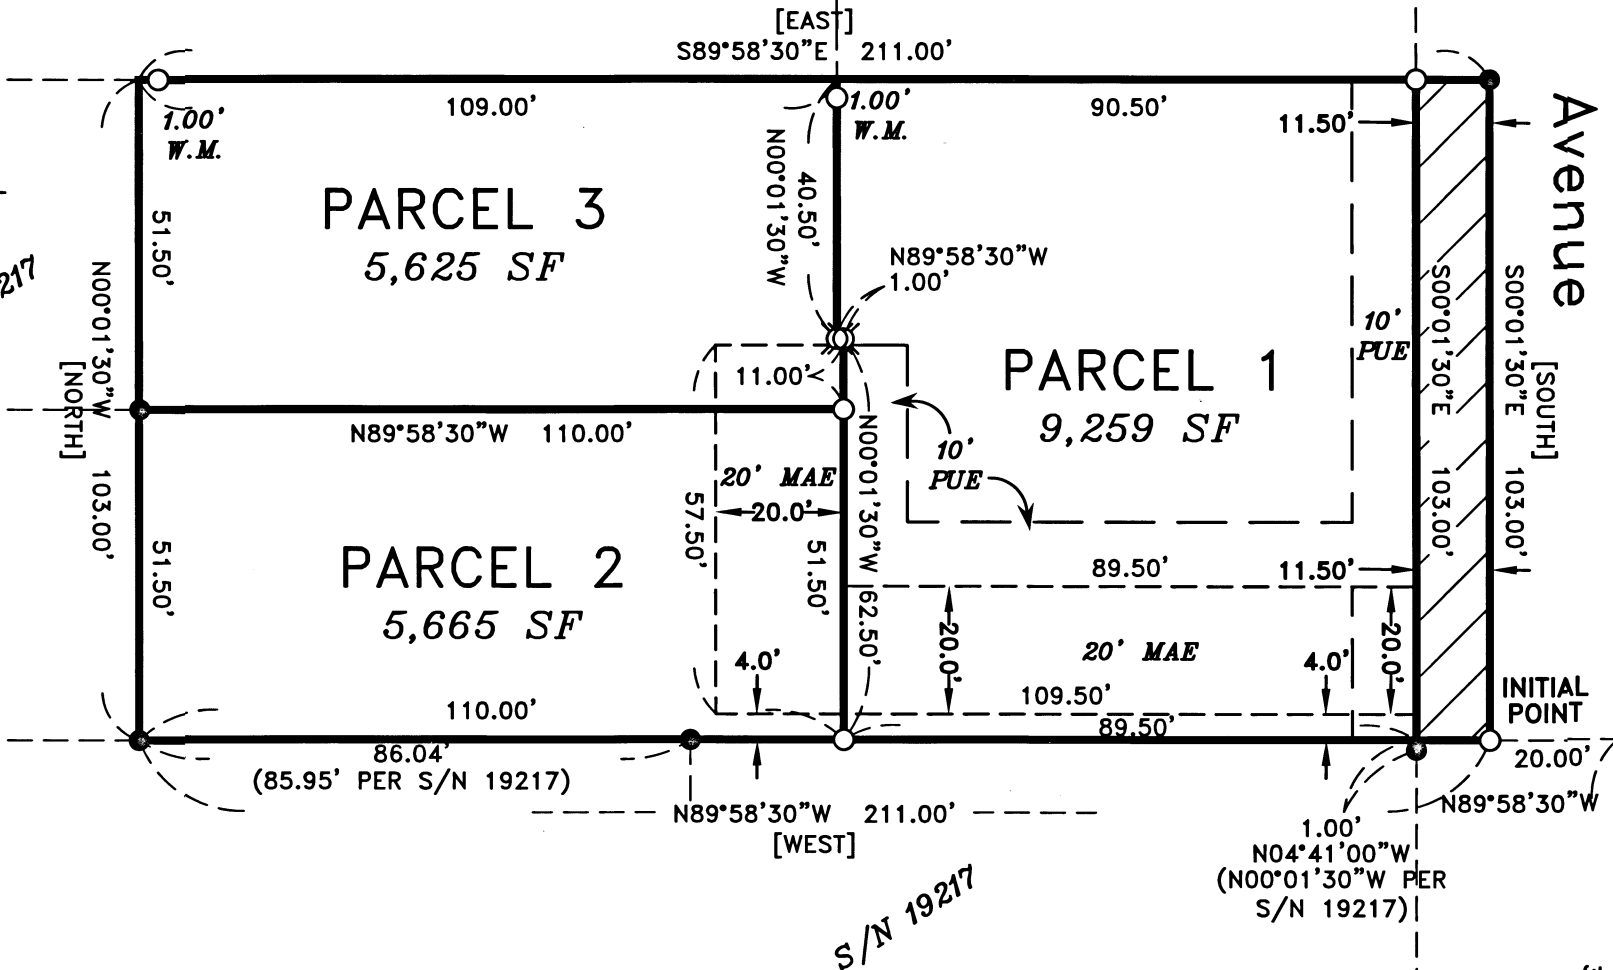 [EAST]
S89°58'30"E 211.00'
109.00'
1.00'
W.M.
1.00'
W.M.
90.50'
11.50'
Avenue
N00°01'30"W
40.50'
PARCEL 3
5,625 SF
51.50'
217
N89°58'30"W
1.00'
N00°01'30"W
[NORTH]
103.00'
10'
PUE
S00°01'30"E
103.00'
S00°01'30"E
[SOUTH]
103.00'
PARCEL 1
9,259 SF
11.00'
N89°58'30"W 110.00'
10'
PUE
20' MAE
20.0'
57.50'
51.50'
N00°01'30"W
62.50'
PARCEL 2
5,665 SF
51.50'
89.50'
11.50'
20.0'
20' MAE
20.0'
4.0'
4.0'
109.50'
89.50'
110.00'
INITIAL
POINT
86.04'
(85.95' PER S/N 19217)
20.00'
N89°58'30"W
N89°58'30"W 211.00'
[WEST]
1.00'
N04°41'00"W
(N00°01'30"W PER
S/N 19217)
S/N 19217